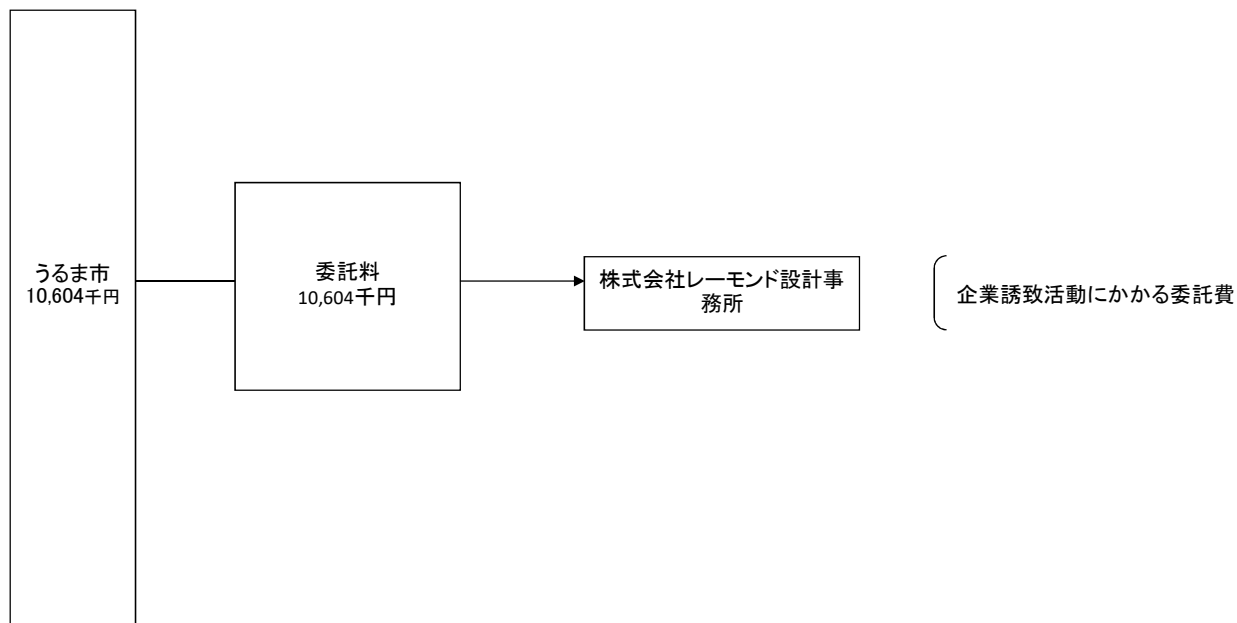 うるま市
10,604千円
委託料
10,604千円
株式会社レーモンド設計事
務所
企業誘致活動にかかる委託費